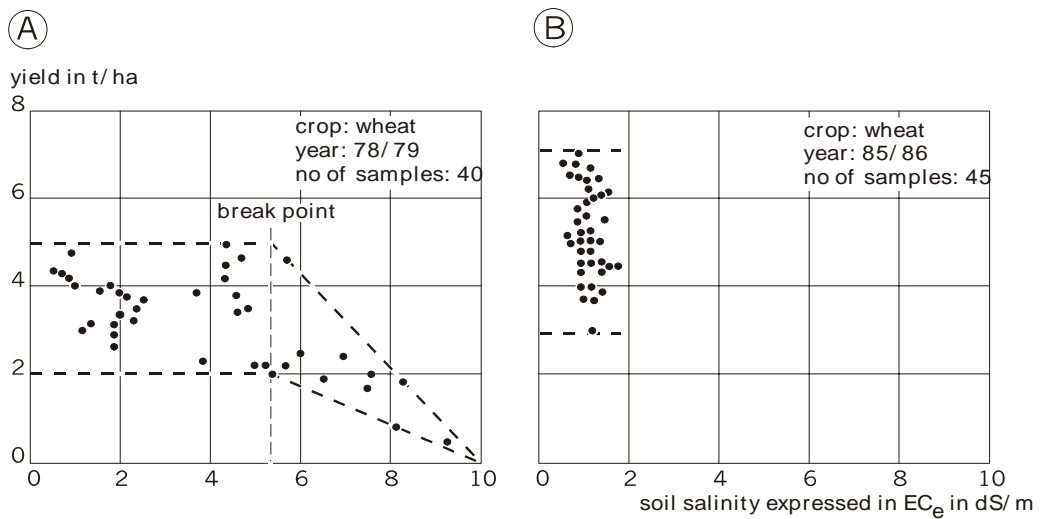 A
yield in t/ha
8
6
4
2
0
0 2 4 6 8 10
crop: wheat
year: 78/79
no of samples: 40
break point
B
crop: wheat
year: 85/86
no of samples: 45
0 2 4 6 8 10
soil salinity expressed in ECe in dS/m